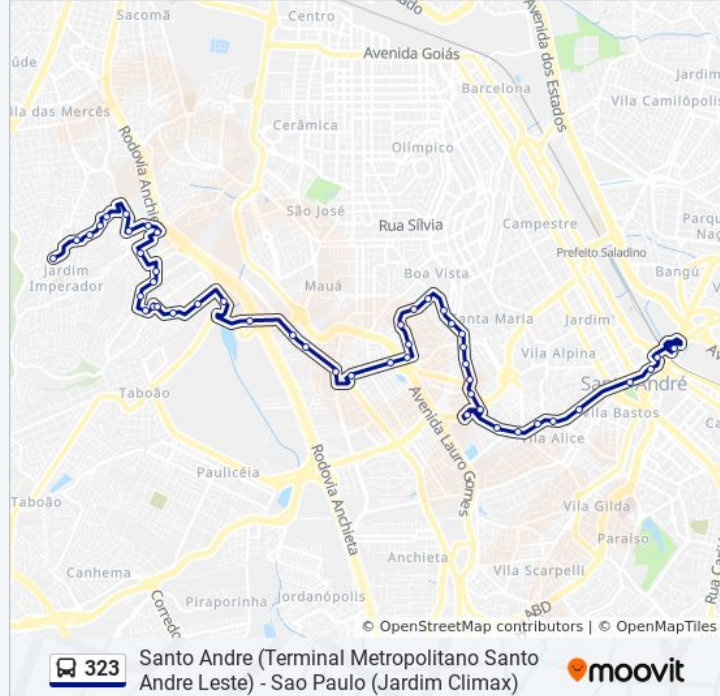 Sacomã
Centro
Avenida Goiás
Avenida dos Estados
Jardim
Barcelona
Vila Camilópolis
úde
ila das Mercês
Cerâmica
Rodovia Anchieta
Olímpico
São José
Rua Sílvia
Campestre
Parqu
Naç
Prefeito Saladino
Jardim
Imperador
Boa Vista
Bangú
Mauá
Santa Maria
Jardim
Vila Alpina
Santo André
Taboão
Vila Bastos
Avenida Lauro Gomes
Vila Alice
Rodovia Anchieta
Paulicéia
Taboão
Vila Gilda
Paraíso
Anchieta
Canhema
Vila Scarpelli
Jordanópolis
Piraporinha
Corredo
ABD
© OpenStreetMap contributors | © OpenMapTiles
323
Santo Andre (Terminal Metropolitano Santo
Andre Leste) - Sao Paulo (Jardim Climax)
moovit